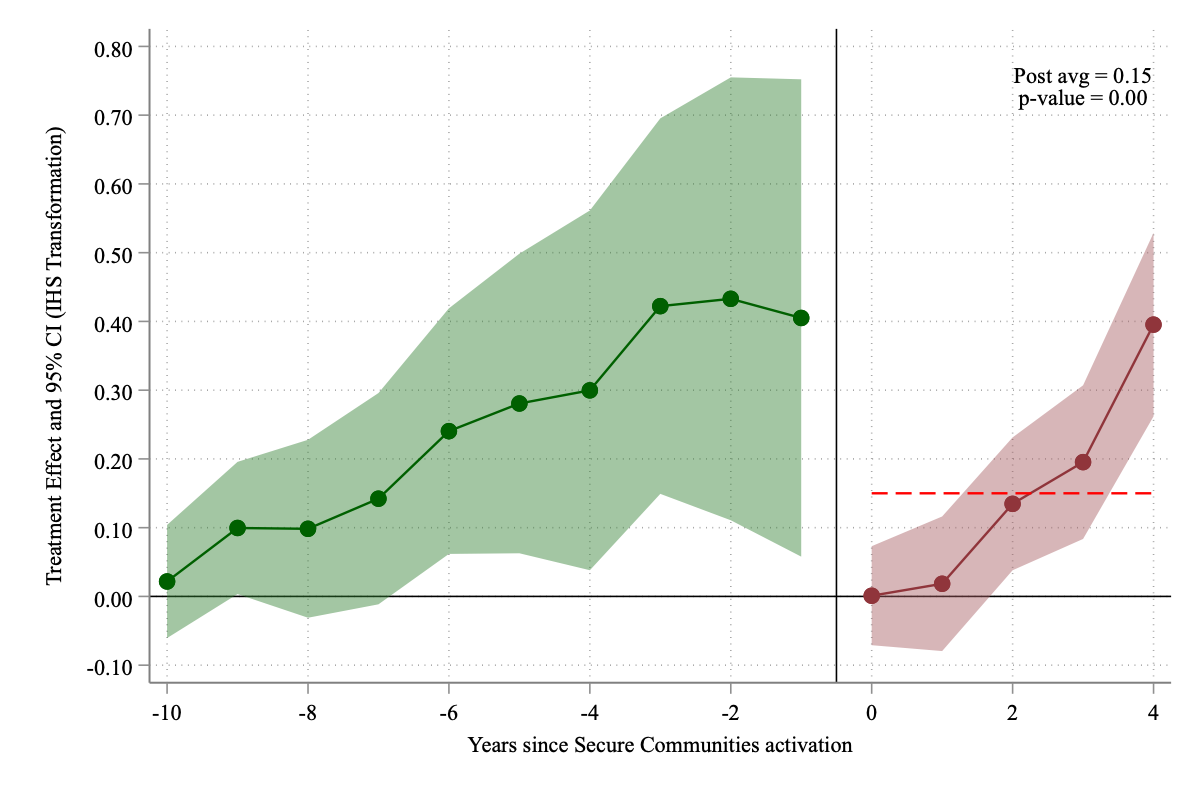 Post avg = 0.15
p-value = 0.00
Treatment Effect and 95% CI (IHS Transformation)
0.80
0.70
0.60
0.50
0.40
0.30
0.20
0.10
0.00
-0.10
-10 -8 -6 -4 -2 0 2 4
Years since Secure Communities activation